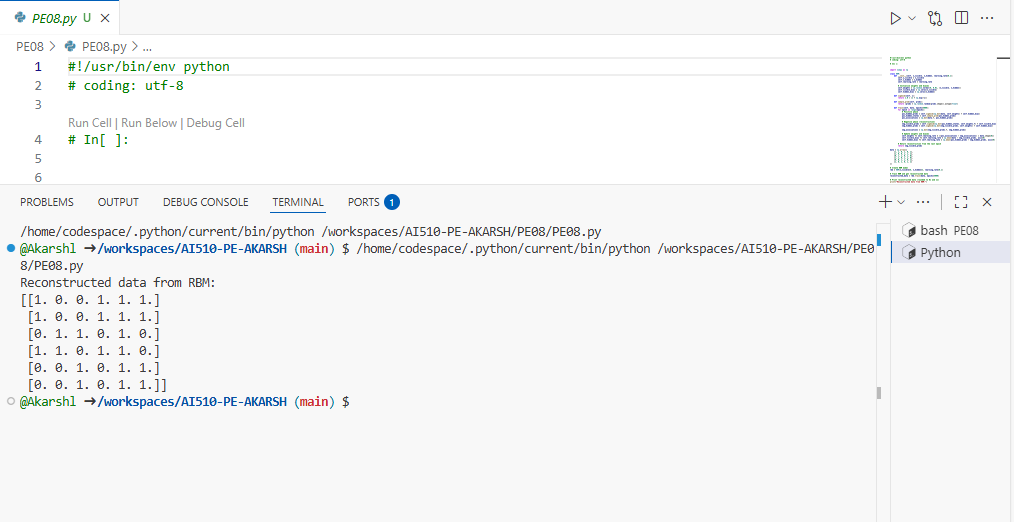 PE08.py U
PE08 > PE08.py > ...
1 #!/usr/bin/env python
2 # coding: utf-8
3
Run Cell | Run Below | Debug Cell
4 # In[ ]:
5
6
PROBLEMS OUTPUT DEBUG CONSOLE TERMINAL PORTS 1
/home/codespace/.python/current/bin/python /workspaces/AI510-PE-AKARSH/PE08/PE08.py
@Akarshl ➜/workspaces/AI510-PE-AKARSH (main) $ /home/codespace/.python/current/bin/python /workspaces/AI510-PE-AKARSH/PE0
8/PE08.py
Reconstructed data from RBM:
[[1. 0. 0. 1. 1. 1.]
[1. 0. 0. 1. 1. 1.]
[0. 1. 1. 0. 1. 0.]
[1. 1. 0. 1. 1. 0.]
[0. 0. 1. 0. 1. 1.]
[0. 0. 1. 0. 1. 1.]]
@Akarshl ➜/workspaces/AI510-PE-AKARSH (main) $
bash PE08
Python